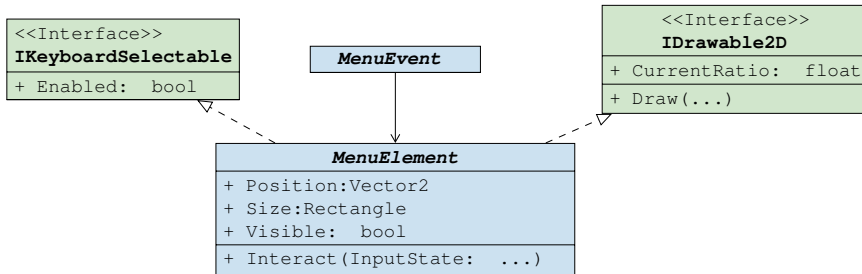 <<Interface>>
IKeyboardSelectable
+ Enabled:  bool
MenuEvent
<<Interface>>
IDrawable2D
+ CurrentRatio:  float
+ Draw(...)
MenuElement
+ Position:Vector2
+ Size:Rectangle
+ Visible:  bool
+ Interact(InputState:  ...)